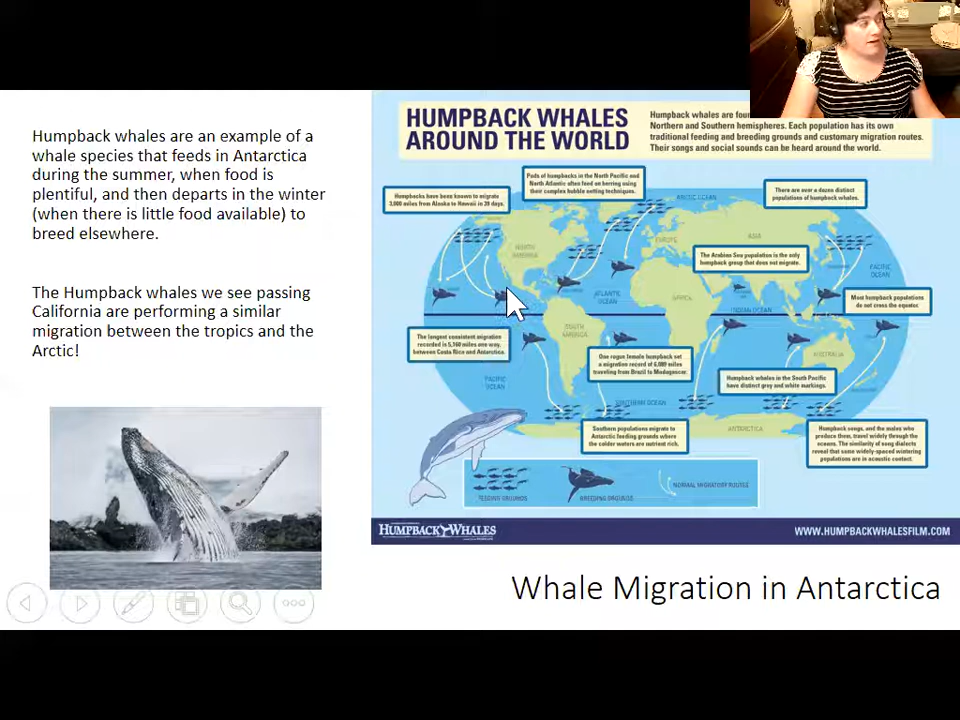 Humpback whales are an example of a
whale species that feeds in Antarctica
during the summer, when food is
plentiful, and then departs in the winter
(when there is little food available) to
breed elsewhere.
The Humpback whales we see passing
California are performing a similar
migration between the tropics and the
Arctic!
HUMPBACK WHALES
AROUND THE WORLD
Humpback whales are fou
Northern and Southern hemispheres. Each population has its own
traditional feeding and breeding grounds and customary migration routes.
Their songs and social sounds can be heard around the world.
Humpbacks have been known to migrate
3,000 miles from Alaska to Hawaii in 39 days.
Pods of humpbacks in the North Pacific and
North Atlantic often feed on herring using
their complex bubble netting techniques.
ARCTIC OCEAN
There are over a dozen distinct
populations of humpback whales.
NORTH
AMERICA
EUROPE
ASIA
The Arabian Sea population is the only
humpback group that does not migrate.
PACIFIC
OCEAN
ATLANTIC
OCEAN
AFRICA
INDIAN OCEAN
Most humpback populations
do not cross the equator.
SOUTH
AMERICA
The longest consistent migration
recorded is 5,160 miles one way,
between Costa Rica and Antarctica.
One rogue female humpback set
a migration record of 6,089 miles
traveling from Brazil to Madagascar.
AUSTRALIA
PACIFIC
OCEAN
Humpback whales in the South Pacific
have distinct grey and white markings.
SOUTHERN OCEAN
ANTARCTICA
Southern populations migrate to
Antarctic feeding grounds where
the colder waters are nutrient rich.
Humpback songs, and the males who
produce them, travel widely through the
oceans. The similarity of song dialects
reveal that some widely-spaced wintering
populations are in acoustic contact.
FEEDING GROUNDS
BREEDING GROUNDS
NORMAL MIGRATORY ROUTES
HUMPBACK WHALES
WWW.HUMPBACKWHALESFILM.COM
Whale Migration in Antarctica